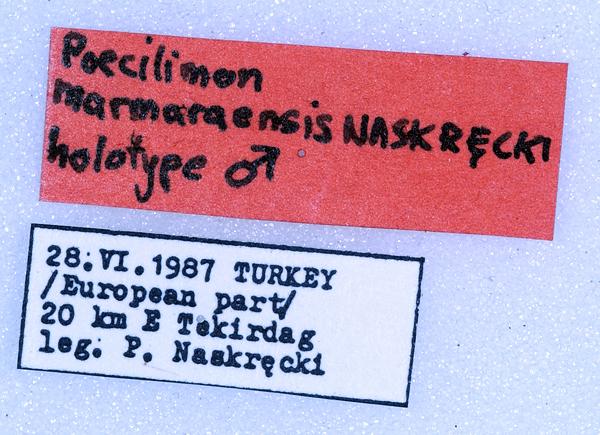 Poecilimon
marmaraensis NASKRĘCKI
holotype ♂
28.VI.1987 TURKEY
/European part/
20 km E Tekirdag
leg. P. Naskręcki